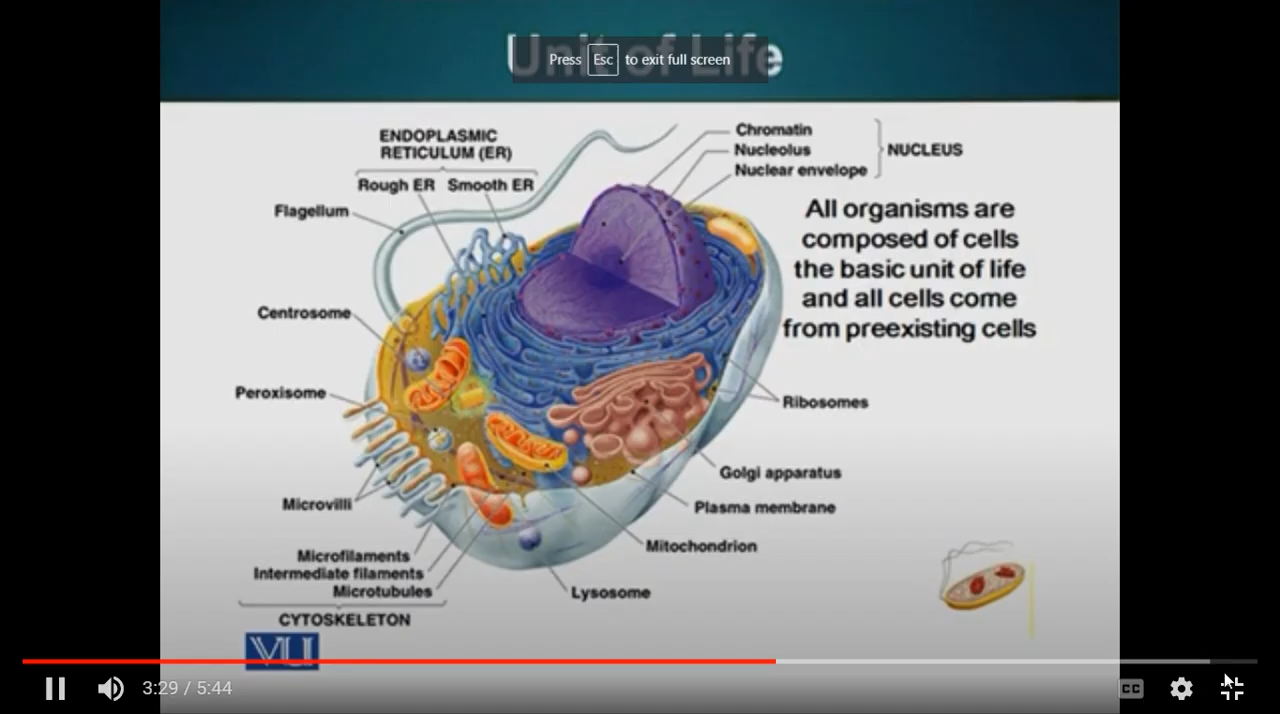 Unit of Life
Press Esc to exit full screen
ENDOPLASMIC
RETICULUM (ER)
Rough ER Smooth ER
Flagellum
Centrosome
Peroxisome
Microvilli
Microfilaments
Intermediate filaments
Microtubules
CYTOSKELETON
Chromatin
Nucleolus
Nuclear envelope
NUCLEUS
All organisms are
composed of cells
the basic unit of life
and all cells come
from preexisting cells
Ribosomes
Golgi apparatus
Plasma membrane
Mitochondrion
Lysosome
VU
3:29 / 5:44
CC